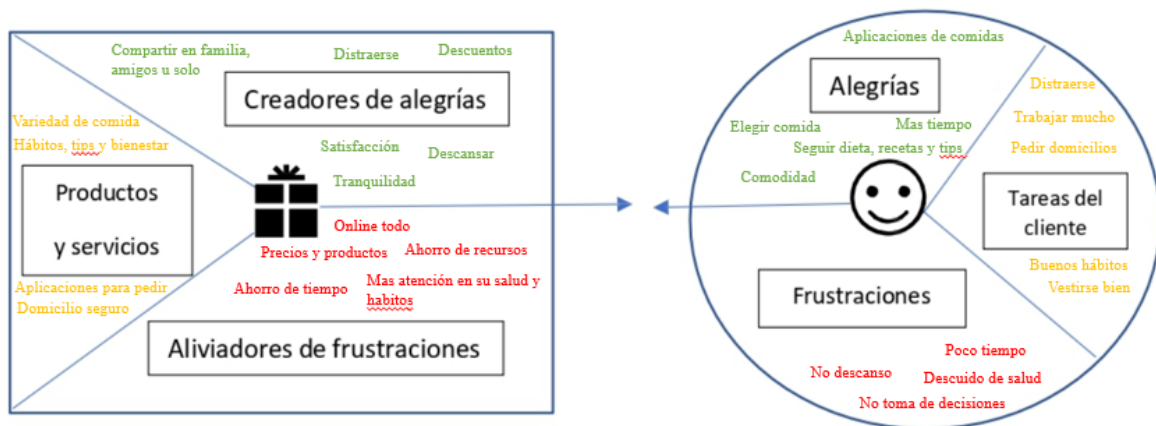 Compartir en familia,
amigos u solo
Distraerse
Descuentos
Creadores de alegrías
Satisfacción
Descansar
Tranquilidad
Variedad de comida
Hábitos, tips y bienestar
Productos
y servicios
Aplicaciones para pedir
Domicilio seguro
Online todo
Precios y productos
Ahorro de recursos
Ahorro de tiempo
Mas atención en su salud y
habitos
Aliviadores de frustraciones
Aplicaciones de comidas
Alegrías
Elegir comida
Mas tiempo
Seguir dieta, recetas y tips
Comodidad
Distraerse
Trabajar mucho
Pedir domicilios
Tareas del
cliente
Buenos hábitos
Vestirse bien
Frustraciones
Poco tiempo
No descanso
Descuido de salud
No toma de decisiones